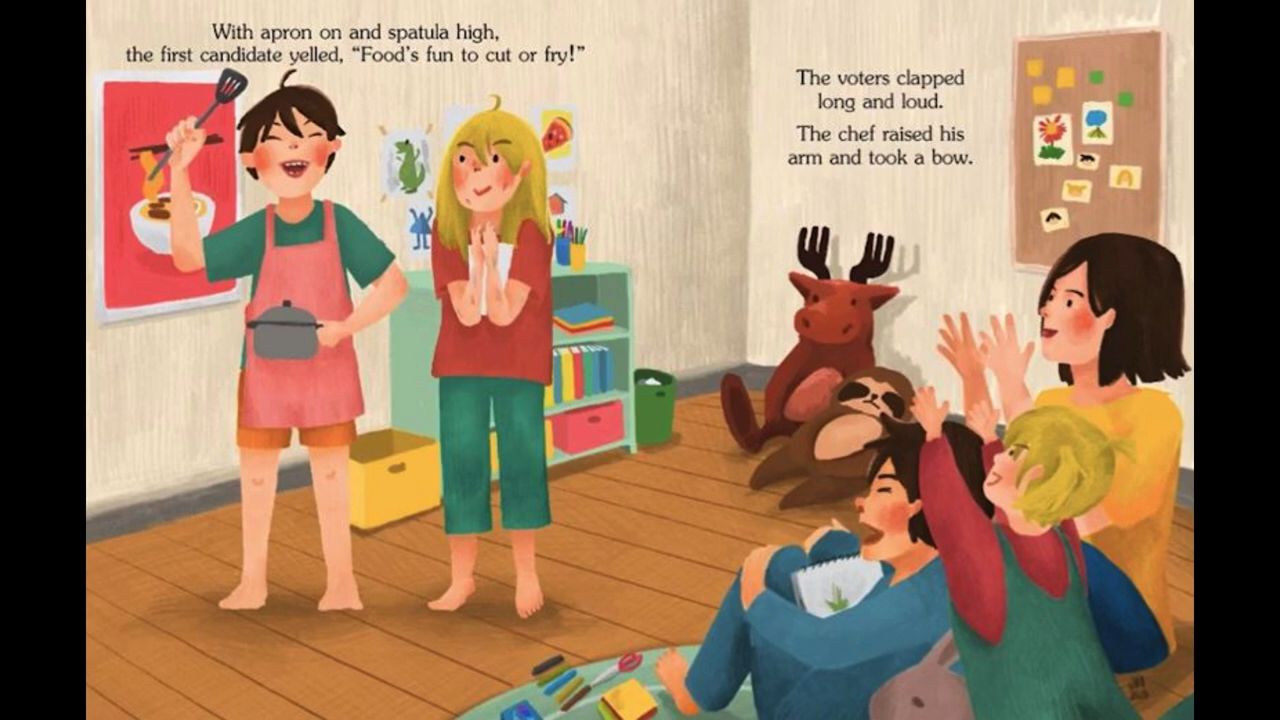 With apron on and spatula high,
the first candidate yelled, “Food’s fun to cut or fry!”
The voters clapped
long and loud.
The chef raised his
arm and took a bow.